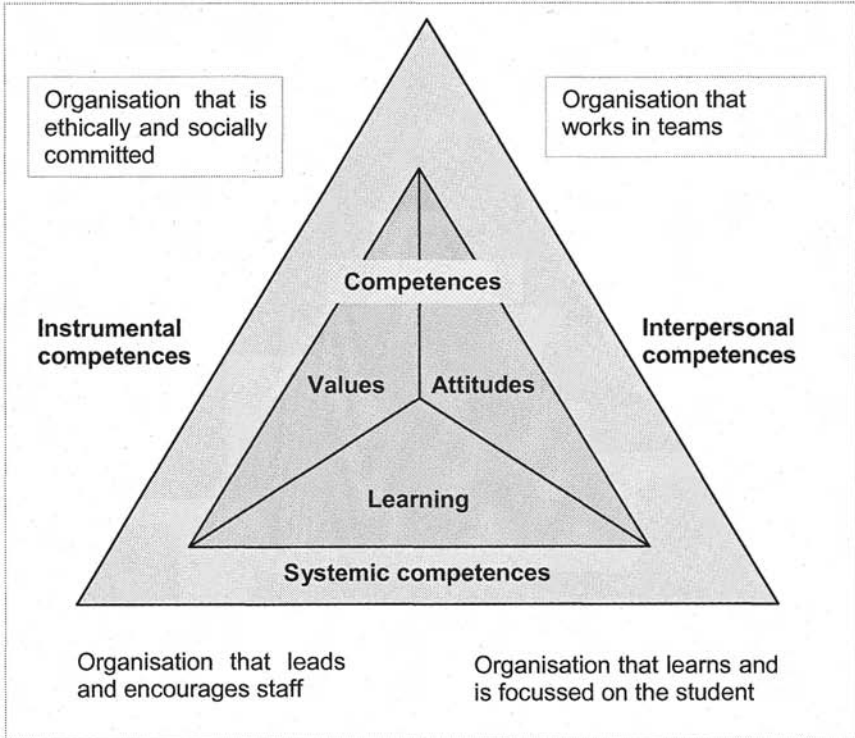 Organisation that is
ethically and socially
committed
Organisation that
works in teams
Competences
Instrumental
competences
Interpersonal
competences
Values
Attitudes
Learning
Systemic competences
Organisation that leads
and encourages staff
Organisation that learns and
is focussed on the student